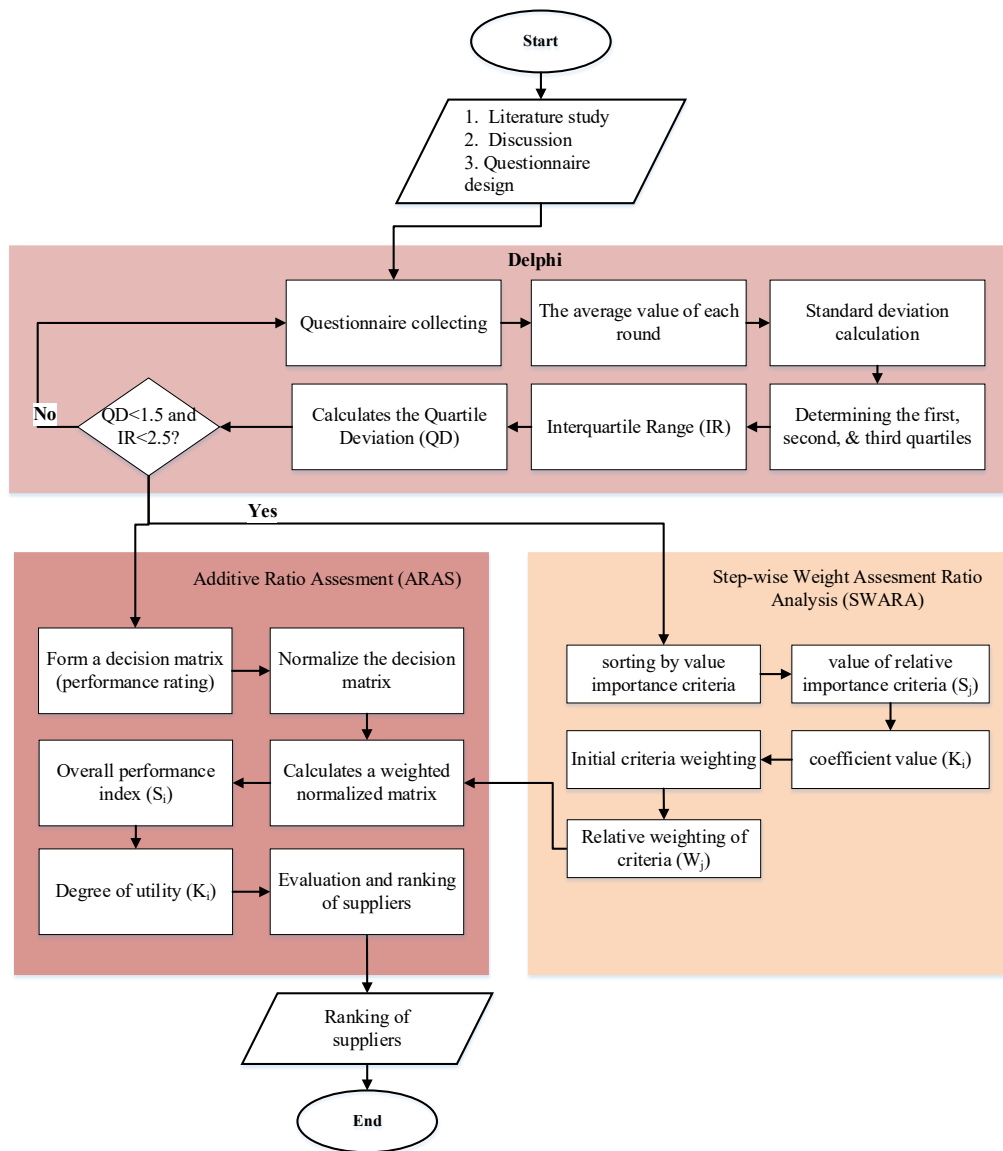 Start
1. Literature study
2. Discussion
3. Questionnaire
design
Delphi
Questionnaire collecting
The average value of each
round
Standard deviation
calculation
No
QD<1.5 and
IR<2.5?
Calculates the Quartile
Deviation (QD)
Interquartile Range (IR)
Determining the first,
second, & third quartiles
Yes
Additive Ratio Assesment (ARAS)
Step-wise Weight Assesment Ratio
Analysis (SWARA)
Form a decision matrix
(performance rating)
Normalize the decision
matrix
sorting by value
importance criteria
value of relative
importance criteria (Sj)
Overall performance
index (Si)
Calculates a weighted
normalized matrix
Initial criteria weighting
coefficient value (Ki)
Relative weighting of
criteria (Wj)
Degree of utility (Ki)
Evaluation and ranking
of suppliers
Ranking of
suppliers
End